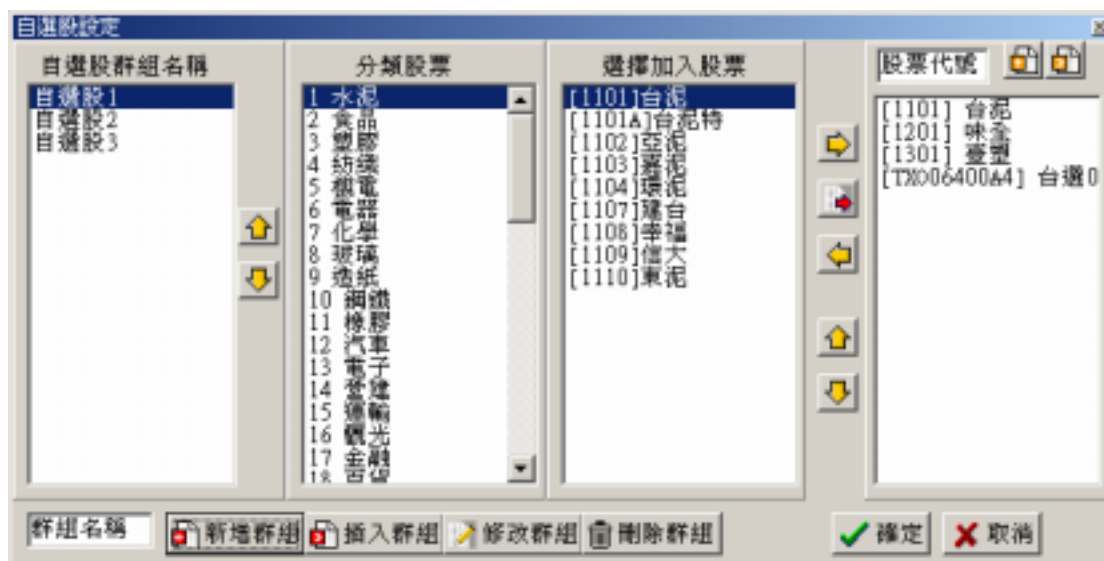 自選股設定
自選股群組名稱
自選股1
自選股2
自選股3
分類股票
1 水泥
2 食品
3 塑膠
4 紡織
5 機電
6 電器
7 化學
8 玻璃
9 造紙
10 鋼鐵
11 橡膠
12 汽車
13 電子
14 營建
15 運輸
16 觀光
17 金融
18 百貨
選擇加入股票
[1101]台泥
[1101A]台泥特
[1102]亞泥
[1103]嘉泥
[1104]環泥
[1107]建台
[1108]幸福
[1109]信大
[1110]東泥
股票代號
[1101] 台泥
[1201] 味全
[1301] 臺塑
[TXO06400A4] 台選0
群組名稱
新增群組
插入群組
修改群組
刪除群組
確定
取消